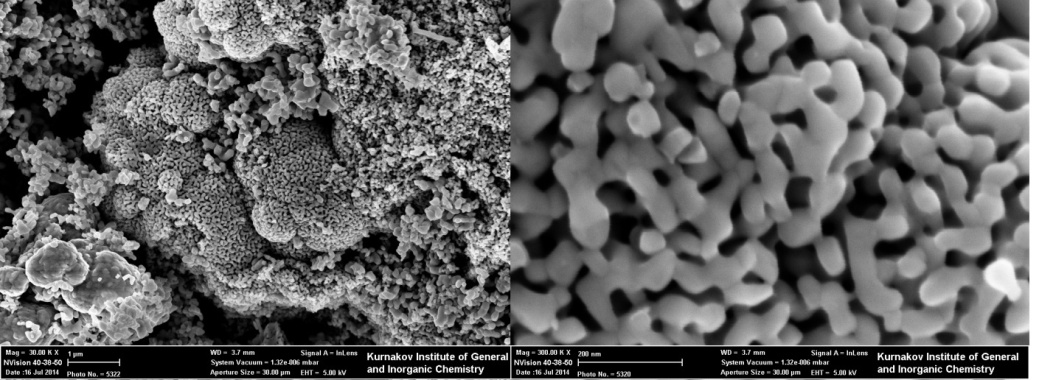 Mag = 30.00 K X 1 µm WD = 3.7 mm Signal A = InLens Kurnakov Institute of General
NVision 40-38-50 System Vacuum = 1.32e-006 mbar and Inorganic Chemistry
Date :16 Jul 2014 Photo No. = 5322 Aperture Size = 30.00 µm EHT = 5.00 kV
Mag = 300.00 K X 200 nm WD = 3.7 mm Signal A = InLens Kurnakov Institute of General
NVision 40-38-50 System Vacuum = 1.32e-006 mbar and Inorganic Chemistry
Date :16 Jul 2014 Photo No. = 5320 Aperture Size = 30.00 µm EHT = 5.00 kV